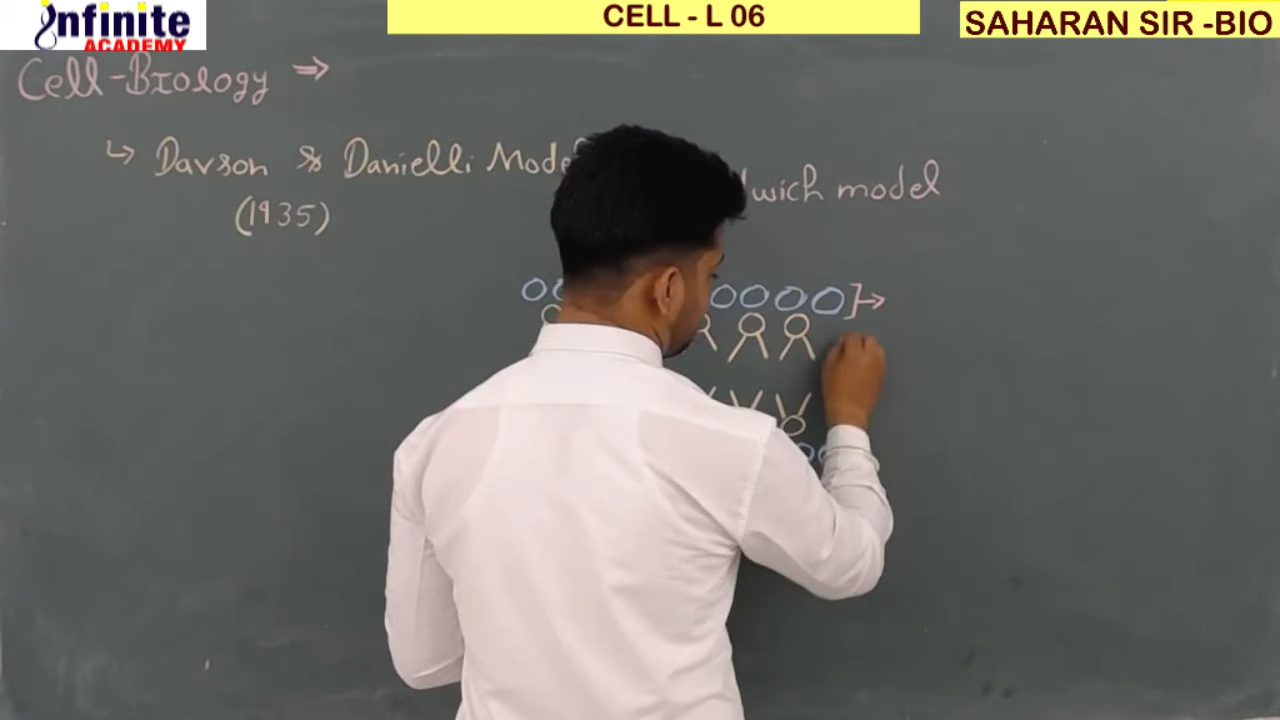 infinite
ACADEMY
CELL - L 06
SAHARAN SIR -BIO
Cell-Biology ⇒
↳ Davson & Danielli Mode
wich model
(1935)